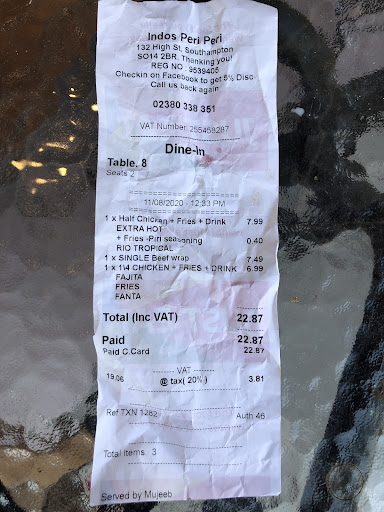 Indos Peri Peri
132 High St, Southampton
SO14 2BR. Thanking you!
REG NO : 9539405
Checkin on Facebook to get 5% Disc-
Call us back again
02380 338 351
VAT Number: 255458287
Dine-in
Table. 8
Seats 2
11/08/2020 - 12:33 PM
1 x Half Chicken + Fries + Drink 7.99
EXTRA HOT
+ Fries -Piri seasoning 0.40
RIO TROPICAL
1 x SINGLE Beef wrap 7.49
1 x 1\4 CHICKEN + FRIES + DRINK 6.99
FAJITA
FRIES
FANTA
Total (Inc VAT) 22.87
Paid 22.87
Paid C.Card 22.87
------ VAT -------
19.06 @ tax( 20% ) 3.81
Ref TXN 1282 Auth 46
Total Items: 3
Served by Mujeeb